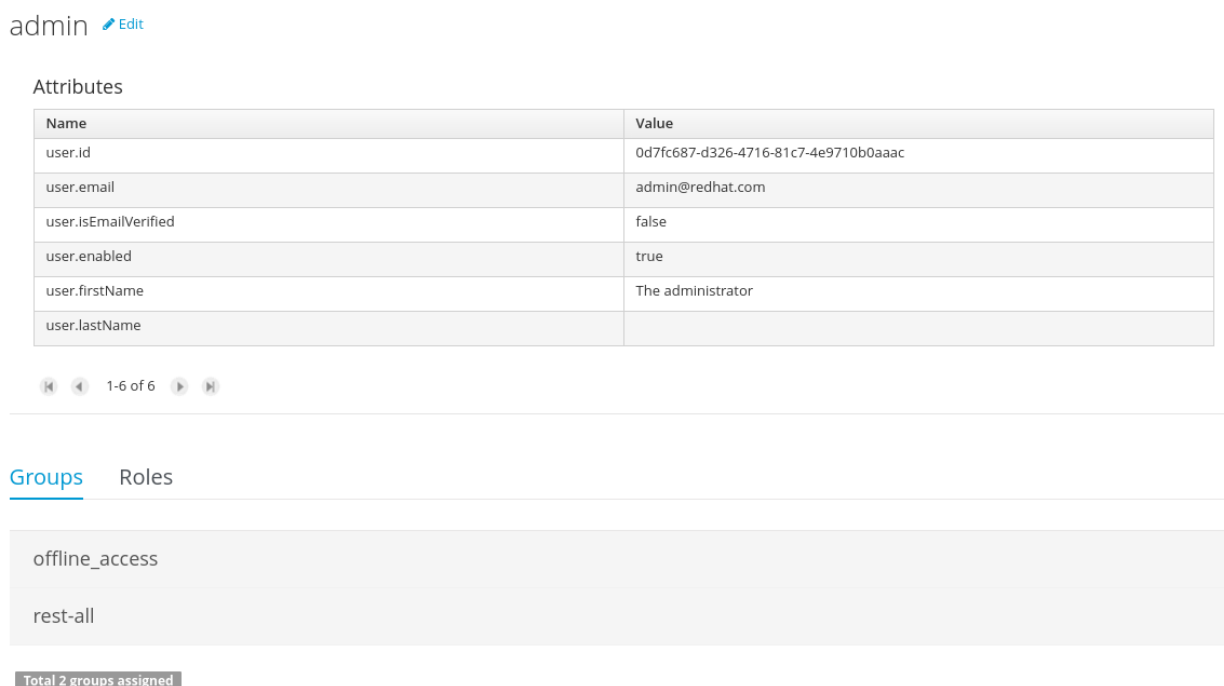 admin Edit
Attributes
Name Value
user.id 0d7fc687-d326-4716-81c7-4e9710b0aaac
user.email admin@redhat.com
user.isEmailVerified false
user.enabled true
user.firstName The administrator
user.lastName
1-6 of 6
Groups Roles
offline_access
rest-all
Total 2 groups assigned